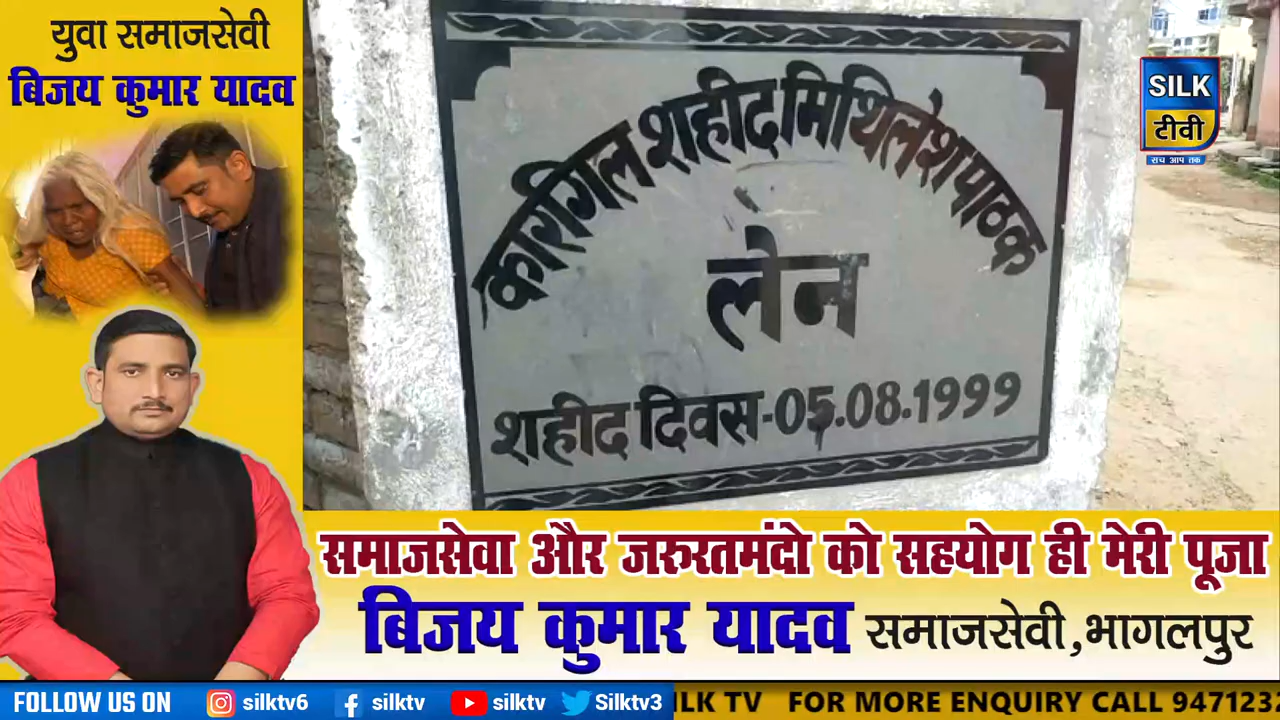 युवा समाजसेवी
बिजय कुमार यादव
SILK
टीवी
सच आप तक
कारगिल शहीद मिथिलेश पाठक
लेन
शहीद दिवस-05.08.1999
समाजसेवा और जरुरतमंदो को सहयोग ही मेरी पूजा
बिजय कुमार यादव समाजसेवी,भागलपुर
FOLLOW US ON silktv6 silktv silktv Silktv3 ILK TV FOR MORE ENQUIRY CALL 9471232